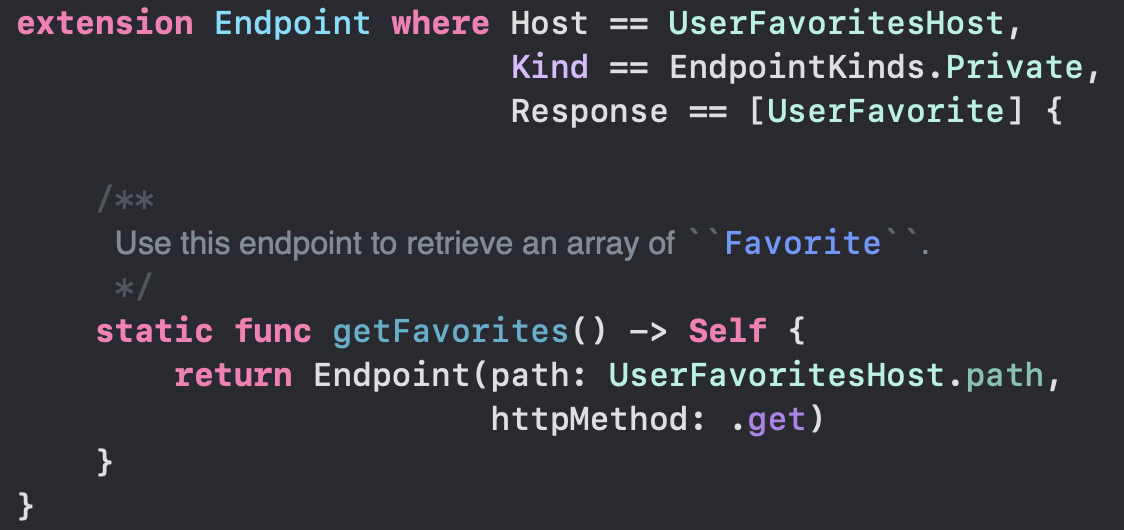 extension Endpoint where Host == UserFavoritesHost,
                         Kind == EndpointKinds.Private,
                         Response == [UserFavorite] {

    /**
     Use this endpoint to retrieve an array of ``Favorite``.
     */
    static func getFavorites() -> Self {
        return Endpoint(path: UserFavoritesHost.path,
                        httpMethod: .get)
    }
}